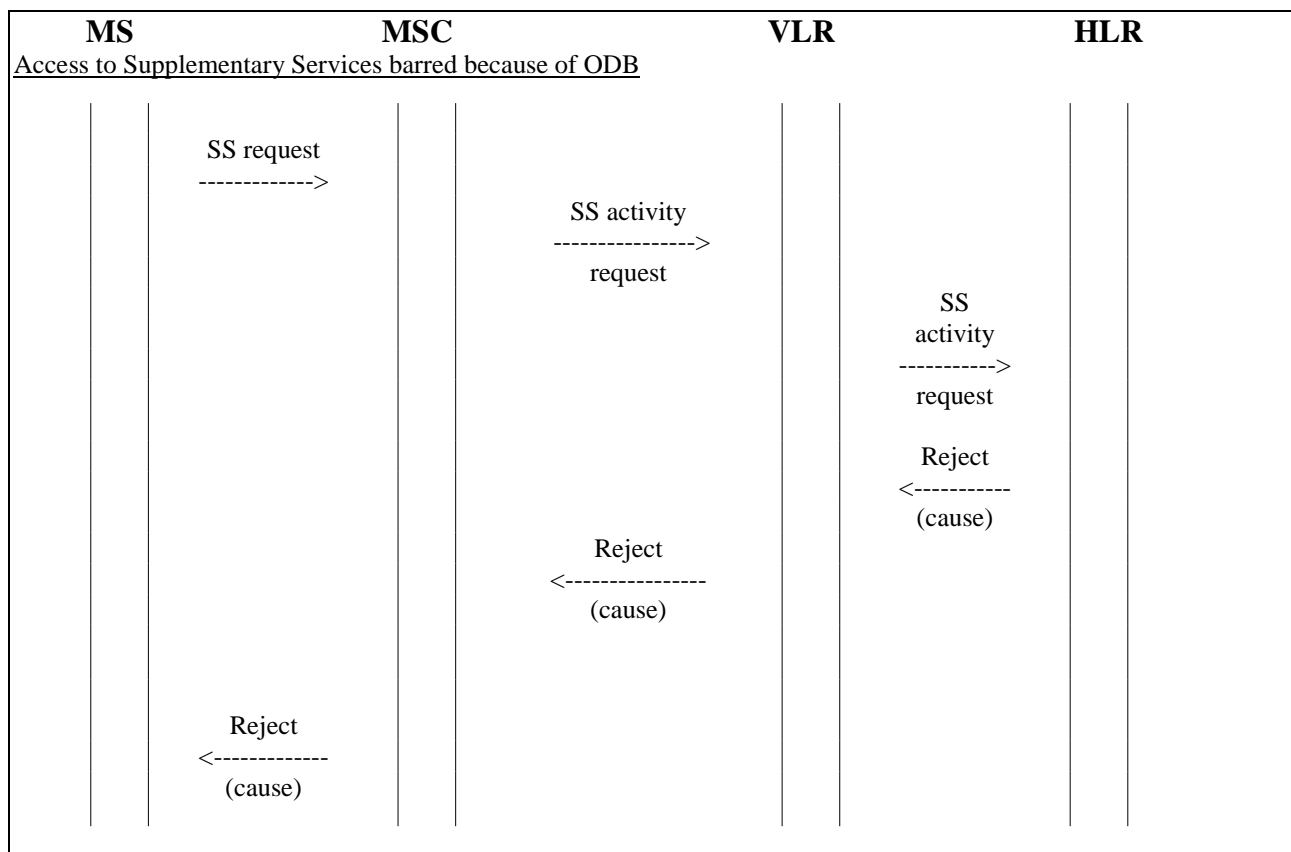 MS MSC VLR HLR
Access to Supplementary Services barred because of ODB
SS request
------------->
SS activity
---------------->
request
SS
activity
----------->
request
Reject
<-----------
(cause)
Reject
<----------------
(cause)
Reject
<-------------
(cause)